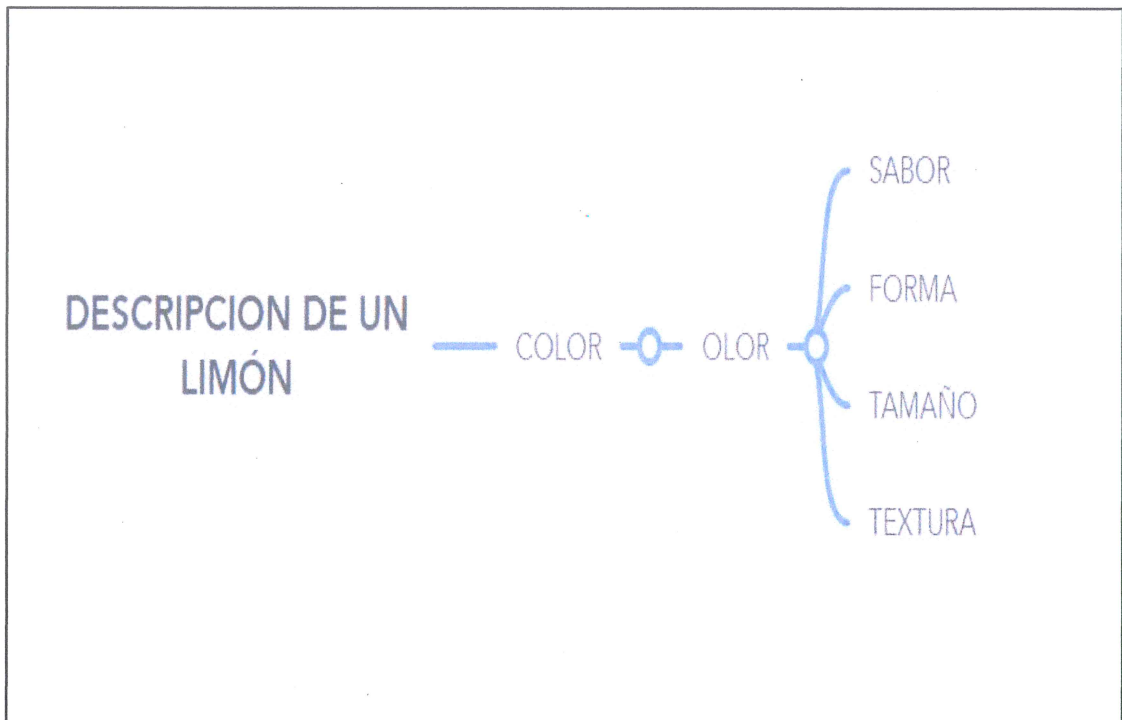 DESCRIPCION DE UN
LIMÓN
COLOR
OLOR
SABOR
FORMA
TAMAÑO
TEXTURA